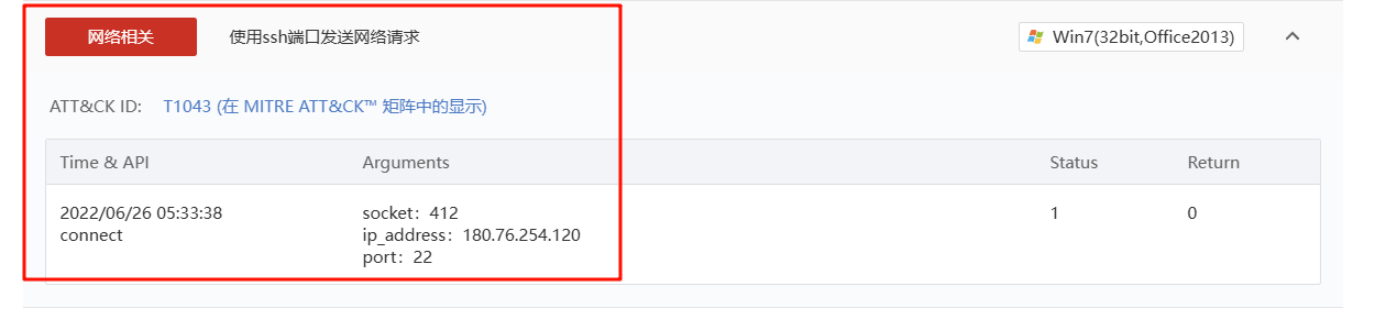 网络相关 使用ssh端口发送网络请求 Win7(32bit,Office2013)
ATT&CK ID: T1043 (在 MITRE ATT&CK™ 矩阵中的显示)
Time & API Arguments Status Return
2022/06/26 05:33:38 socket：412 1 0
connect ip_address：180.76.254.120
port：22